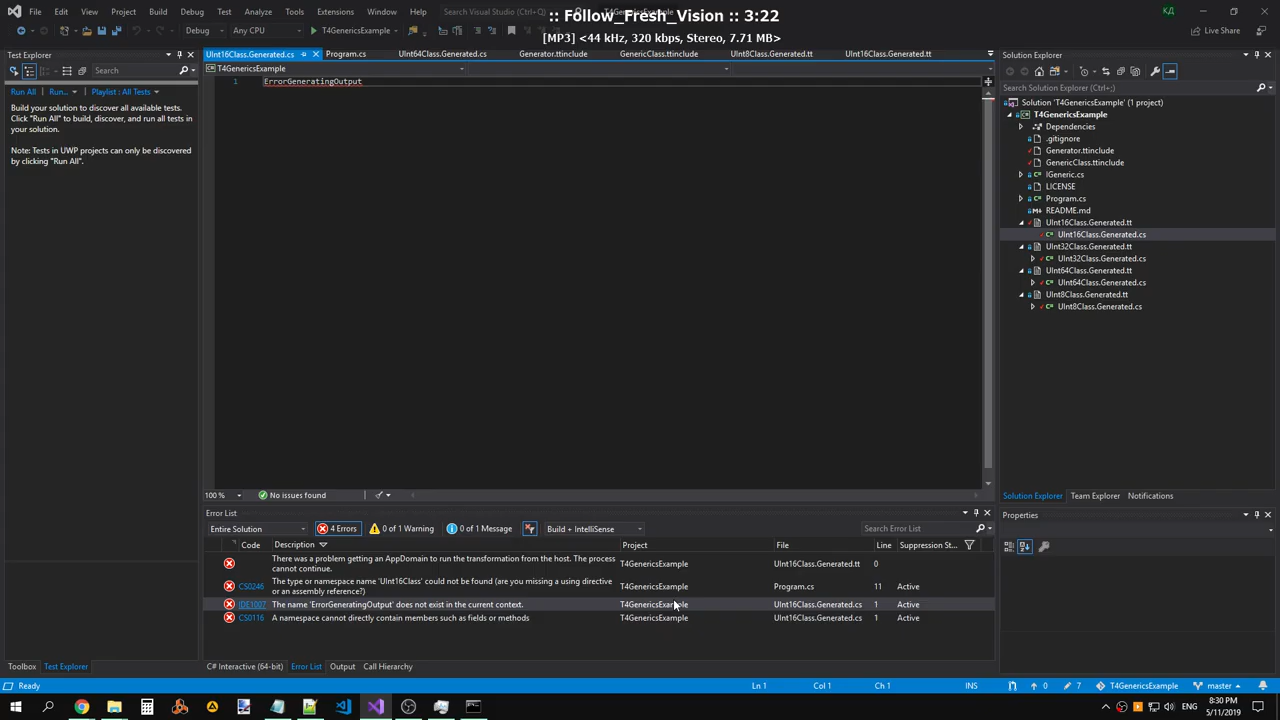 :: Follow_Fresh_Vision :: 3:22
[MP3] <44 kHz, 320 kbps, Stereo, 7.71 MB>
File Edit View Project Build Debug Test Analyze Tools Extensions Window Help Search Visual Studio (Ctrl+Q)
КД
Debug Any CPU T4GenericsExample Live Share
Test Explorer
Search
Run All Run... Playlist : All Tests
Build your solution to discover all available tests.
Click "Run All" to build, discover, and run all tests in
your solution.
Note: Tests in UWP projects can only be discovered
by clicking "Run All".
UInt16Class.Generated.cs Program.cs UInt64Class.Generated.cs Generator.ttinclude GenericClass.ttinclude UInt8Class.Generated.tt UInt16Class.Generated.tt
T4GenericsExample
1 ErrorGeneratingOutput
100 % No issues found
Solution Explorer
Search Solution Explorer (Ctrl+;)
Solution 'T4GenericsExample' (1 project)
T4GenericsExample
Dependencies
.gitignore
Generator.ttinclude
GenericClass.ttinclude
IGeneric.cs
LICENSE
Program.cs
README.md
UInt16Class.Generated.tt
UInt16Class.Generated.cs
UInt32Class.Generated.tt
UInt32Class.Generated.cs
UInt64Class.Generated.tt
UInt64Class.Generated.cs
UInt8Class.Generated.tt
UInt8Class.Generated.cs
Solution Explorer Team Explorer Notifications
Properties
Error List
Entire Solution 4 Errors 0 of 1 Warning 0 of 1 Message Build + IntelliSense Search Error List
Code Description Project File Line Suppression St...
There was a problem getting an AppDomain to run the transformation from the host. The process
cannot continue. T4GenericsExample UInt16Class.Generated.tt 0
CS0246 The type or namespace name 'UInt16Class' could not be found (are you missing a using directive
or an assembly reference?) T4GenericsExample Program.cs 11 Active
IDE1007 The name 'ErrorGeneratingOutput' does not exist in the current context. T4GenericsExample UInt16Class.Generated.cs 1 Active
CS0116 A namespace cannot directly contain members such as fields or methods T4GenericsExample UInt16Class.Generated.cs 1 Active
Toolbox Test Explorer C# Interactive (64-bit) Error List Output Call Hierarchy
Ready Ln 1 Col 1 Ch 1 INS 0 7 T4GenericsExample master
8:30 PM
5/11/2019